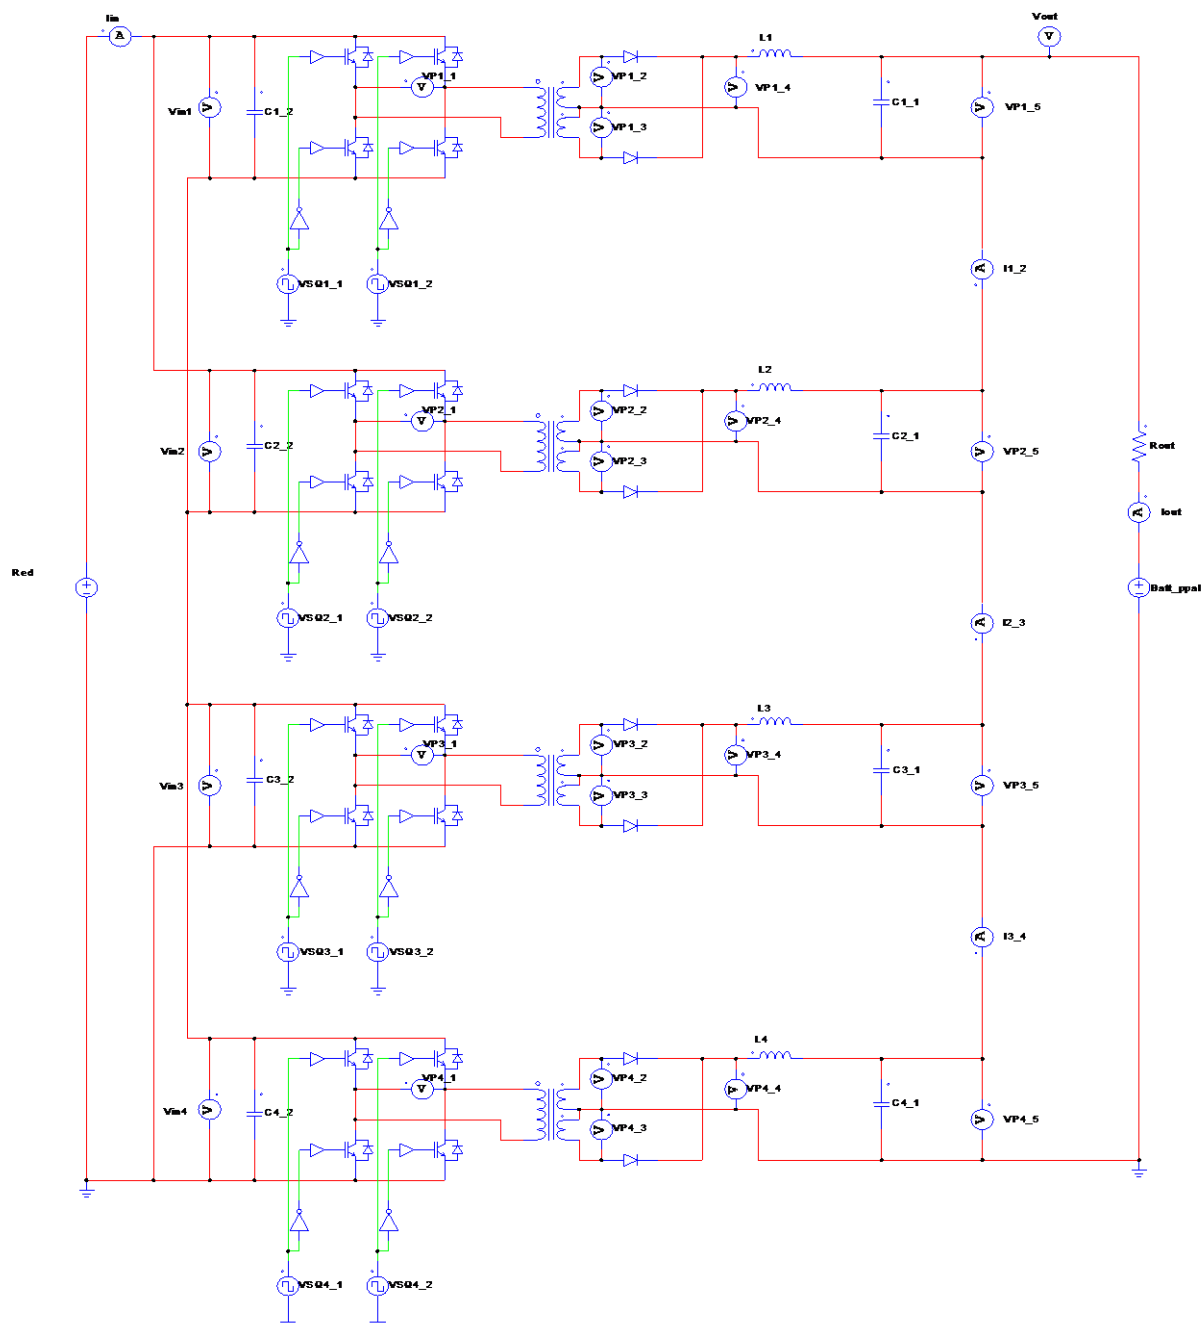 Iin
Vout
A
V
L1
VP1_1
VP1_2
VP1_4
Vin1
C1_2
V
V
V
V
V
C1_1
VP1_5
V
VP1_3
A
I1_2
VSQ1_1
VSQ1_2
L2
VP2_1
VP2_2
VP2_4
V
V
V
C2_1
Vin2
V
C2_2
V
VP2_3
V
VP2_5
Rout
A
Iout
Red
Batt_ppal
VSQ2_1
VSQ2_2
A
I2_3
L3
VP3_1
VP3_2
VP3_4
V
V
V
C3_1
Vin3
V
C3_2
V
VP3_3
V
VP3_5
A
I3_4
VSQ3_1
VSQ3_2
L4
VP4_1
VP4_2
VP4_4
V
V
V
C4_1
Vin4
V
C4_2
V
VP4_3
V
VP4_5
VSQ4_1
VSQ4_2